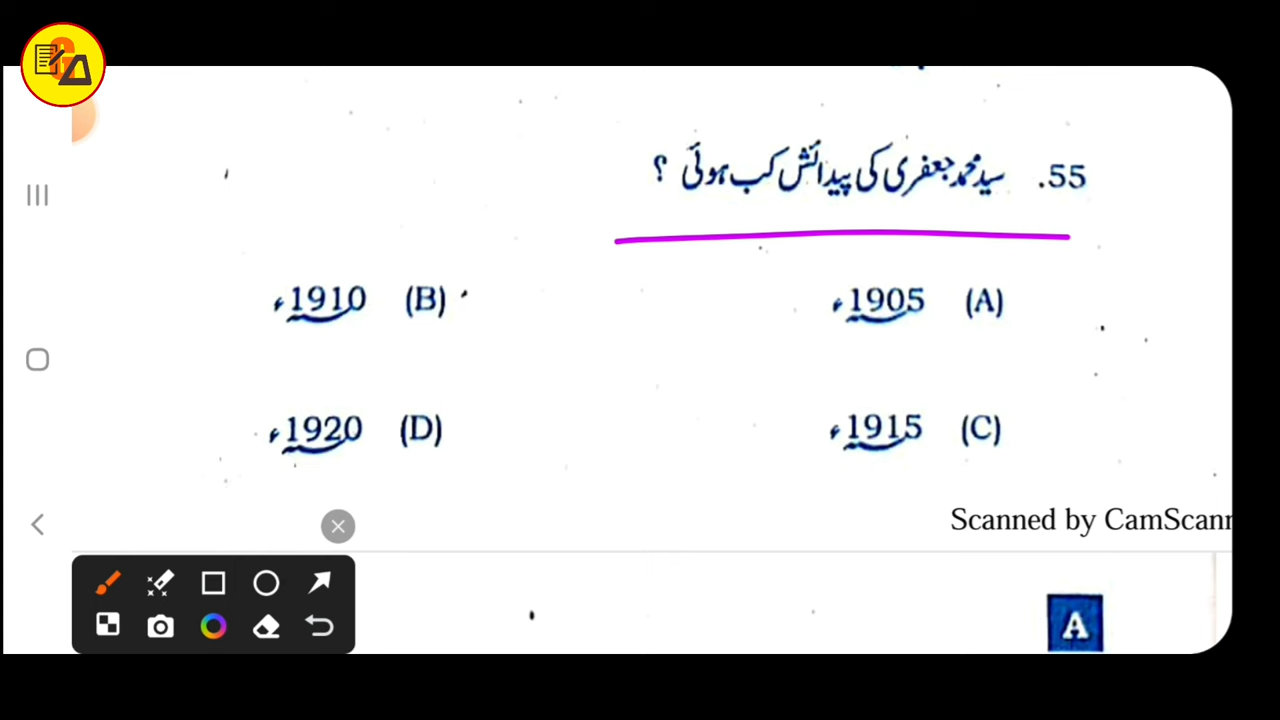 55. سید محمد جعفری کی پیدائش کب ہوئی ؟
(A) 1905ء (B) 1910ء
(C) 1915ء (D) 1920ء
Scanned by CamScann
A